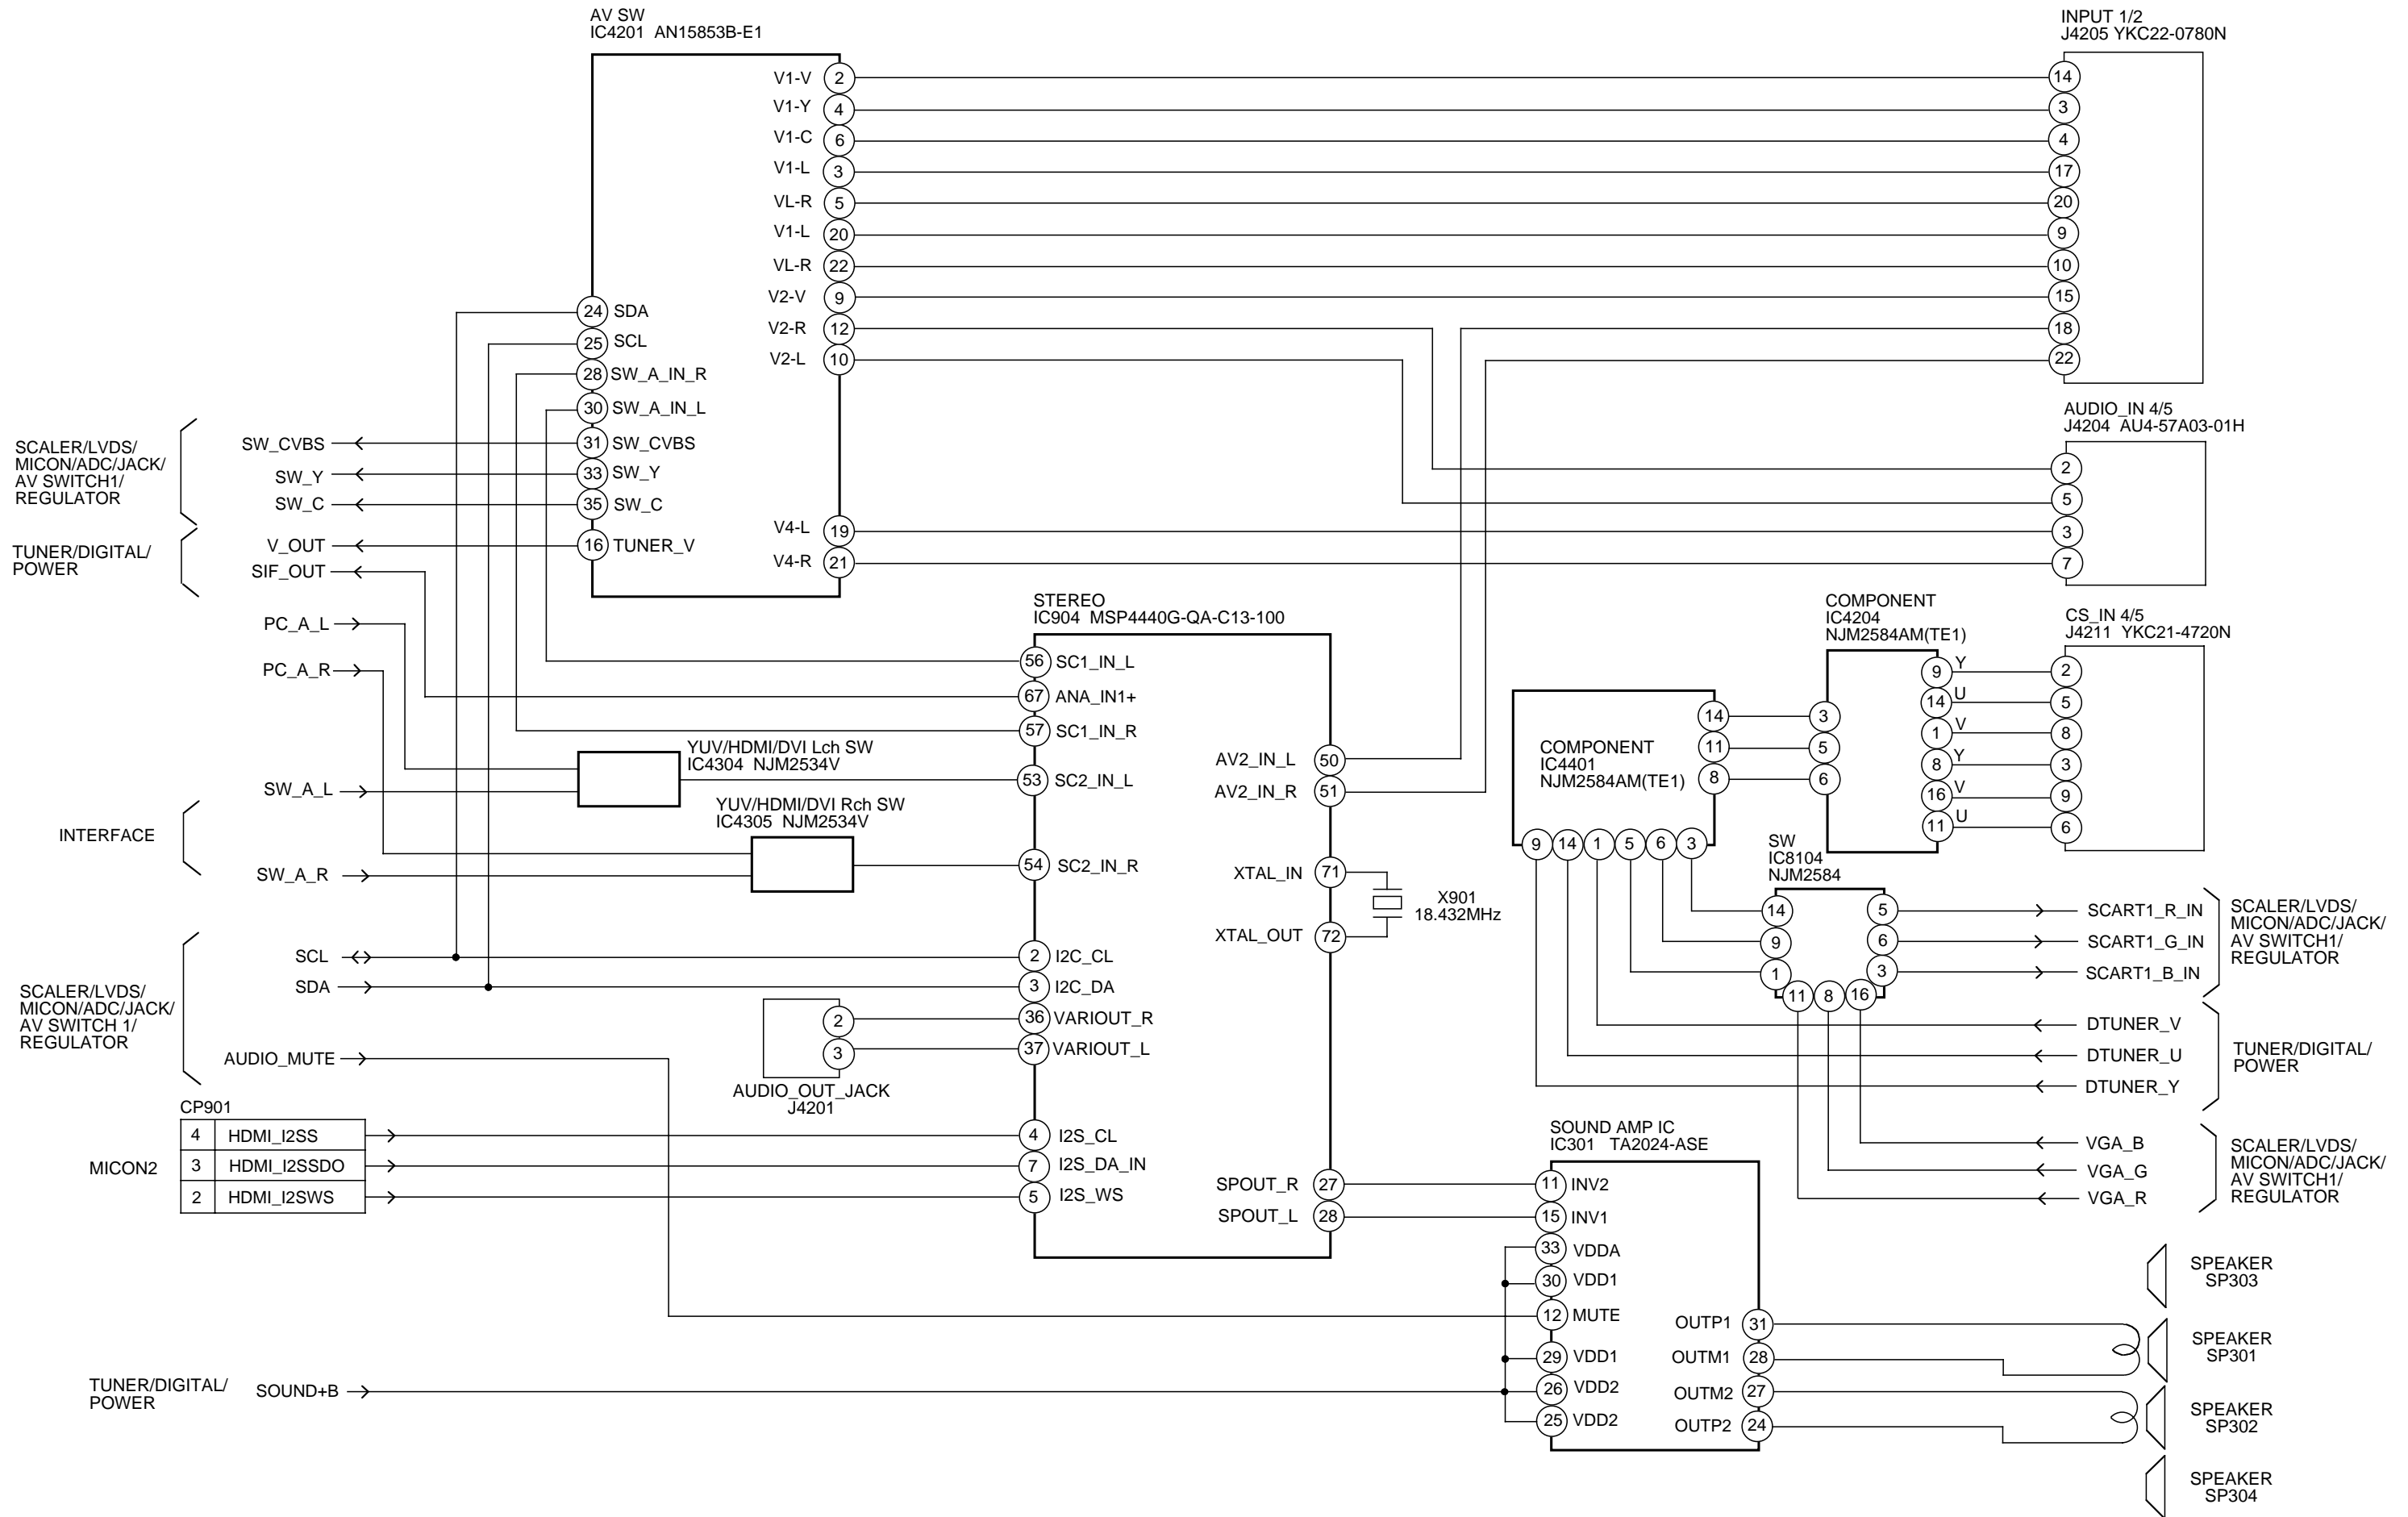 AV SW
IC4201 AN15853B-E1
V1-V 2
V1-Y 4
V1-C 6
V1-L 3
VL-R 5
V1-L 20
VL-R 22
V2-V 9
V2-R 12
V2-L 10
V4-L 19
V4-R 21
24 SDA
25 SCL
28 SW_A_IN_R
30 SW_A_IN_L
31 SW_CVBS
33 SW_Y
35 SW_C
16 TUNER_V
INPUT 1/2
J4205 YKC22-0780N
14
3
4
17
20
9
10
15
18
22
AUDIO_IN 4/5
J4204 AU4-57A03-01H
2
5
3
7
SCALER/LVDS/
MICON/ADC/JACK/
AV SWITCH1/
REGULATOR
SW_CVBS
SW_Y
SW_C
TUNER/DIGITAL/
POWER
V_OUT
SIF_OUT
PC_A_L
PC_A_R
SW_A_L
INTERFACE
SW_A_R
YUV/HDMI/DVI Lch SW
IC4304 NJM2534V
YUV/HDMI/DVI Rch SW
IC4305 NJM2534V
SCALER/LVDS/
MICON/ADC/JACK/
AV SWITCH 1/
REGULATOR
SCL
SDA
AUDIO_MUTE
2
3
AUDIO_OUT_JACK
J4201
CP901
MICON2
4 HDMI_I2SS
3 HDMI_I2SSDO
2 HDMI_I2SWS
TUNER/DIGITAL/
POWER
SOUND+B
STEREO
IC904 MSP4440G-QA-C13-100
56 SC1_IN_L
67 ANA_IN1+
57 SC1_IN_R
53 SC2_IN_L
54 SC2_IN_R
2 I2C_CL
3 I2C_DA
36 VARIOUT_R
37 VARIOUT_L
4 I2S_CL
7 I2S_DA_IN
5 I2S_WS
AV2_IN_L 50
AV2_IN_R 51
XTAL_IN 71
XTAL_OUT 72
SPOUT_R 27
SPOUT_L 28
X901
18.432MHz
COMPONENT
IC4401
NJM2584AM(TE1)
14
11
8
9 14 1 5 6 3
COMPONENT
IC4204
NJM2584AM(TE1)
3
5
6
9 Y
14 U
1 V
8 Y
16 V
11 U
CS_IN 4/5
J4211 YKC21-4720N
2
5
8
3
9
6
SW
IC8104
NJM2584
14
9
1
5
6
3
11 8 16
SCART1_R_IN
SCART1_G_IN
SCART1_B_IN
SCALER/LVDS/
MICON/ADC/JACK/
AV SWITCH1/
REGULATOR
DTUNER_V
DTUNER_U
DTUNER_Y
TUNER/DIGITAL/
POWER
VGA_B
VGA_G
VGA_R
SCALER/LVDS/
MICON/ADC/JACK/
AV SWITCH1/
REGULATOR
SOUND AMP IC
IC301 TA2024-ASE
11 INV2
15 INV1
33 VDDA
30 VDD1
12 MUTE
29 VDD1
26 VDD2
25 VDD2
OUTP1 31
OUTM1 28
OUTM2 27
OUTP2 24
SPEAKER
SP303
SPEAKER
SP301
SPEAKER
SP302
SPEAKER
SP304